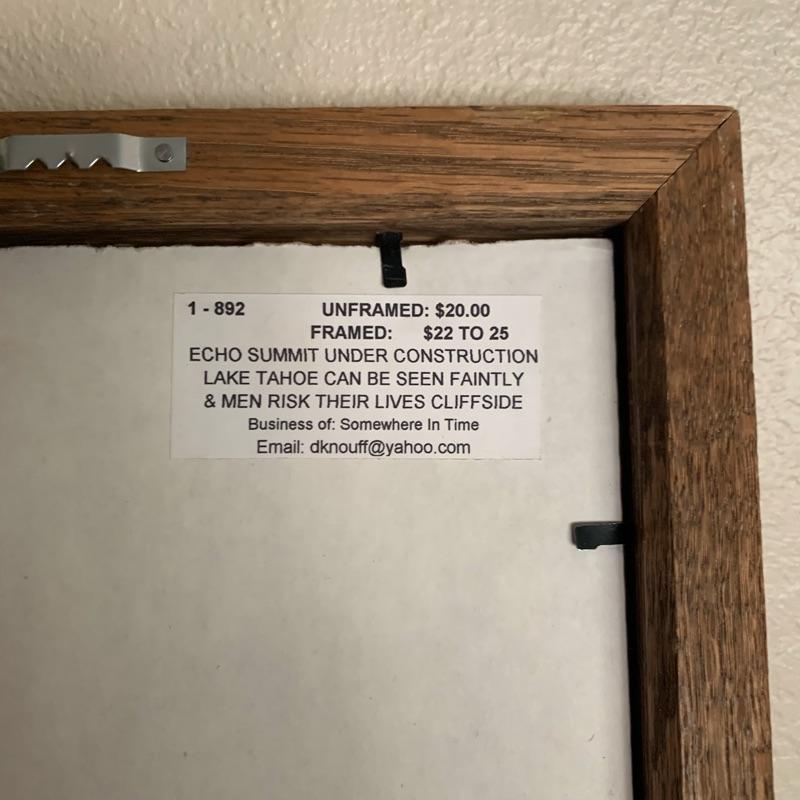 1 - 892 UNFRAMED: $20.00
FRAMED: $22 TO 25
ECHO SUMMIT UNDER CONSTRUCTION
LAKE TAHOE CAN BE SEEN FAINTLY
& MEN RISK THEIR LIVES CLIFFSIDE
Business of: Somewhere In Time
Email: dknouff@yahoo.com